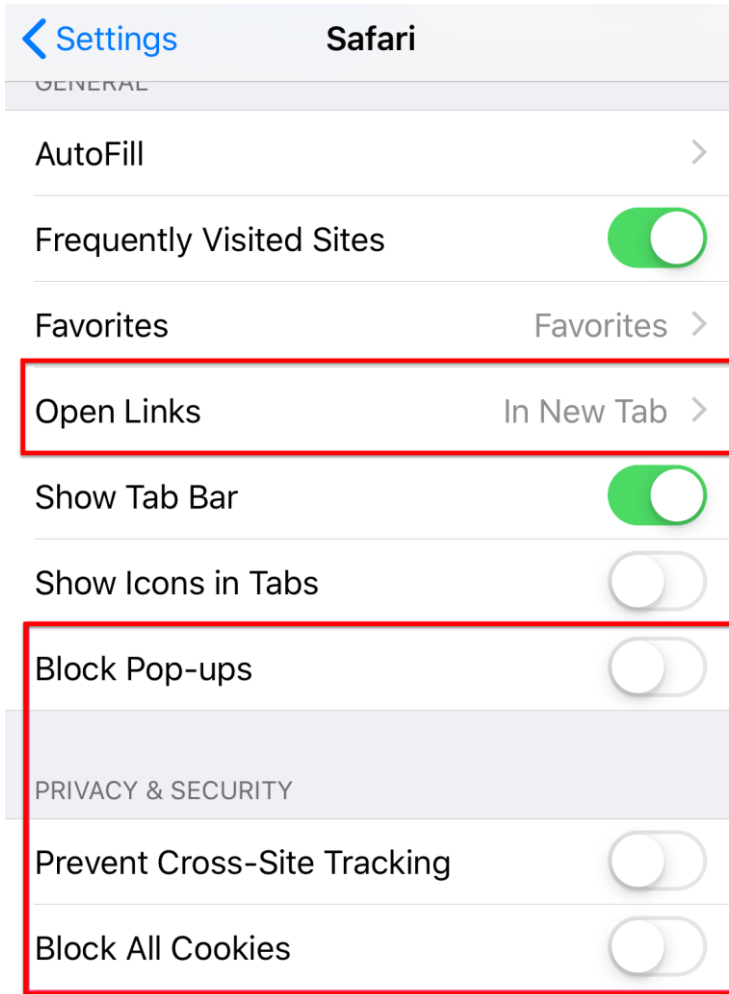 Settings Safari
GENERAL
AutoFill
Frequently Visited Sites
Favorites Favorites
Open Links In New Tab
Show Tab Bar
Show Icons in Tabs
Block Pop-ups
PRIVACY & SECURITY
Prevent Cross-Site Tracking
Block All Cookies